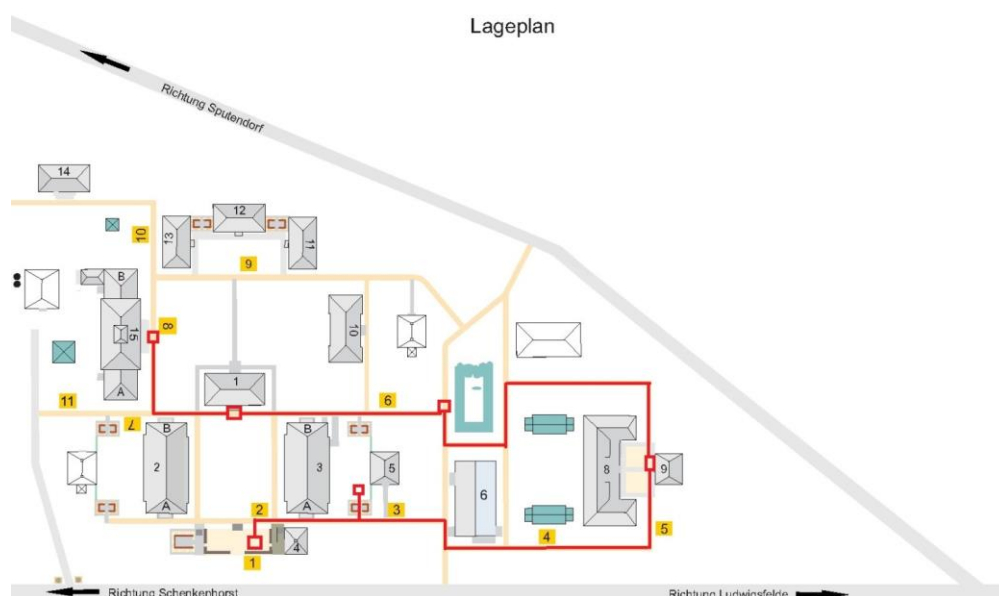 Lageplan
Richtung Sputendorf
14
12
13
11
10
9
B
15
A
8
10
1
11
7
6
B
2
A
B
3
A
5
6
8
9
2
3
4
5
4
1
Richtung Schenkenhorst
Richtung Ludwigsfelde